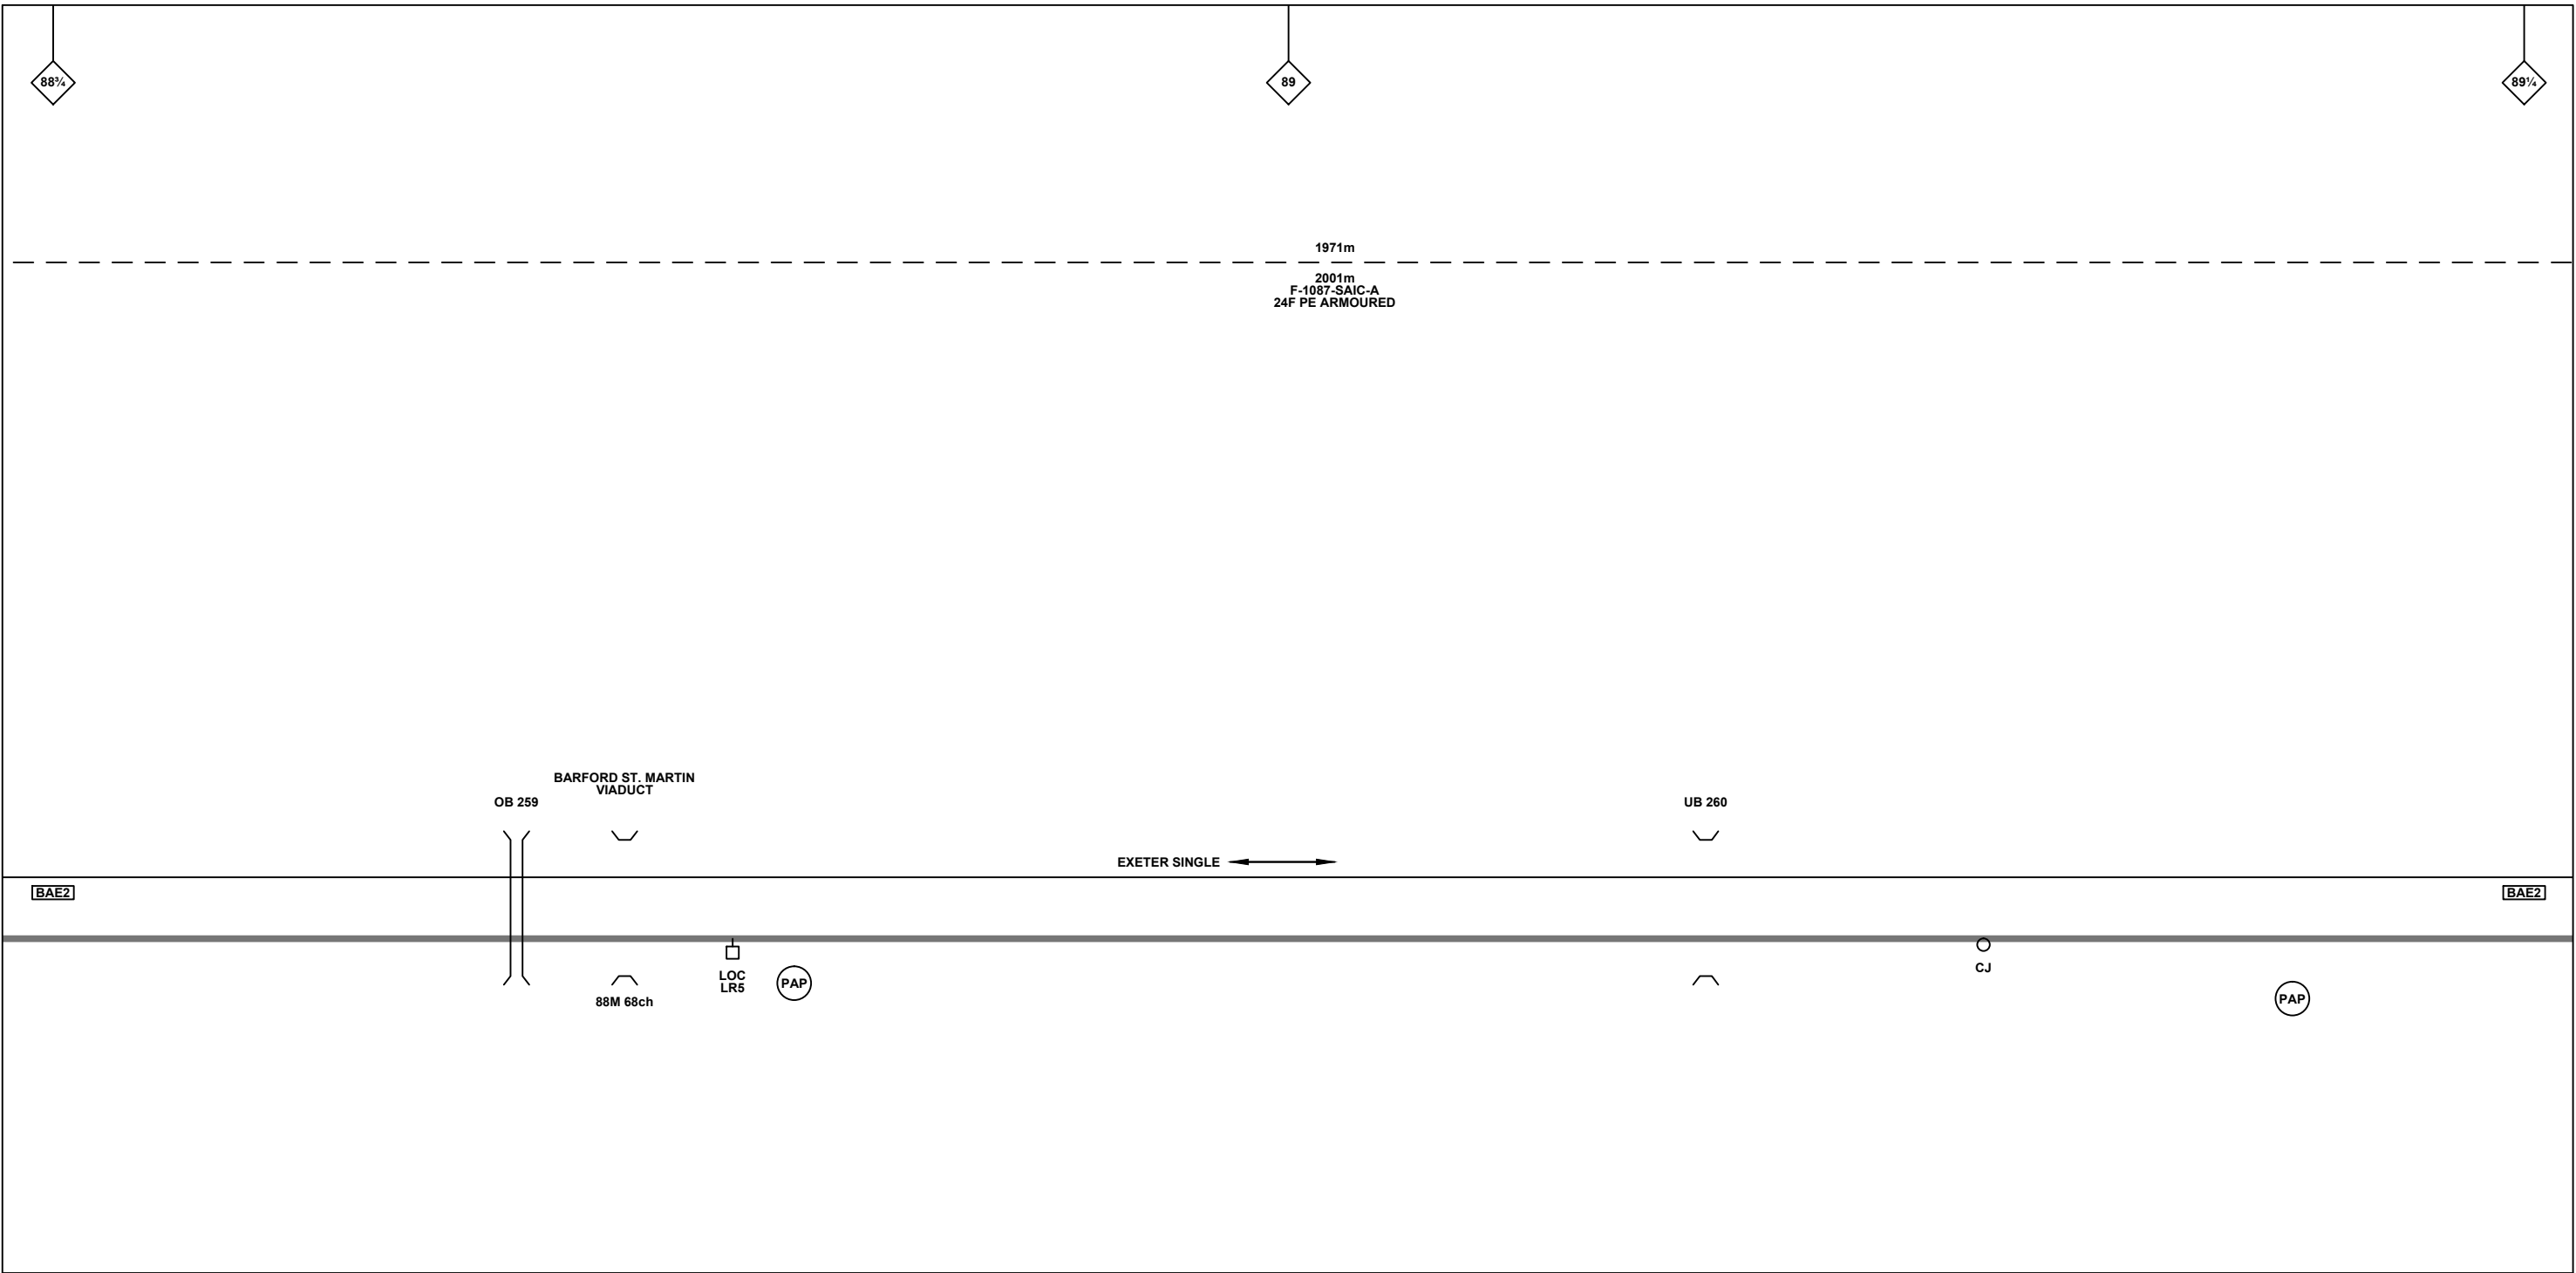 88¾
89
89¼
1971m
2001m
F-1087-SAIC-A
24F PE ARMOURED
BARFORD ST. MARTIN
VIADUCT
OB 259
UB 260
EXETER SINGLE
BAE2
BAE2
LOC
LR5
PAP
88M 68ch
CJ
PAP